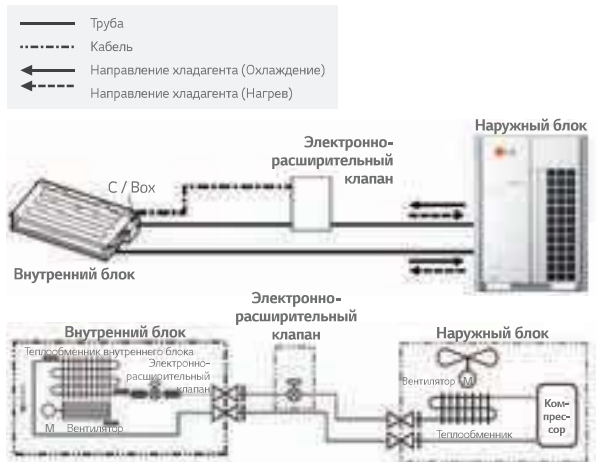 Труба
Кабель
Направление хладагента (Охлаждение)
Направление хладагента (Нагрев)
Наружный блок
Электронно-
расширительный
клапан
C / Box
Внутренний блок
Электронно-
расширительный
клапан
Внутренний блок
Наружный блок
Теплообменник внутреннего блока
Электронно-
расширительный
клапан
M
Вентилятор
Вентилятор
M
Теплообменник
Ком-
прес-
сор